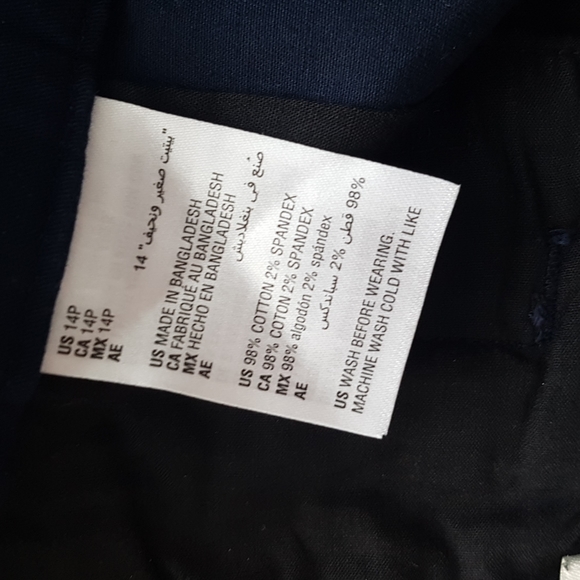 US 14P
CA 14P
MX 14P
AE 14 "بيتيت صغير ونحيف"
US MADE IN BANGLADESH
CA FABRIQUÉ AU BANGLADESH
MX HECHO EN BANGLADESH
AE صُنع في بنغلاديش
US 98% COTTON 2% SPANDEX
CA 98% COTON 2% SPANDEX
MX 98% algodón 2% spándex
AE 98% قطن 2% سباندكس
US WASH BEFORE WEARING.
MACHINE WASH COLD WITH LIKE